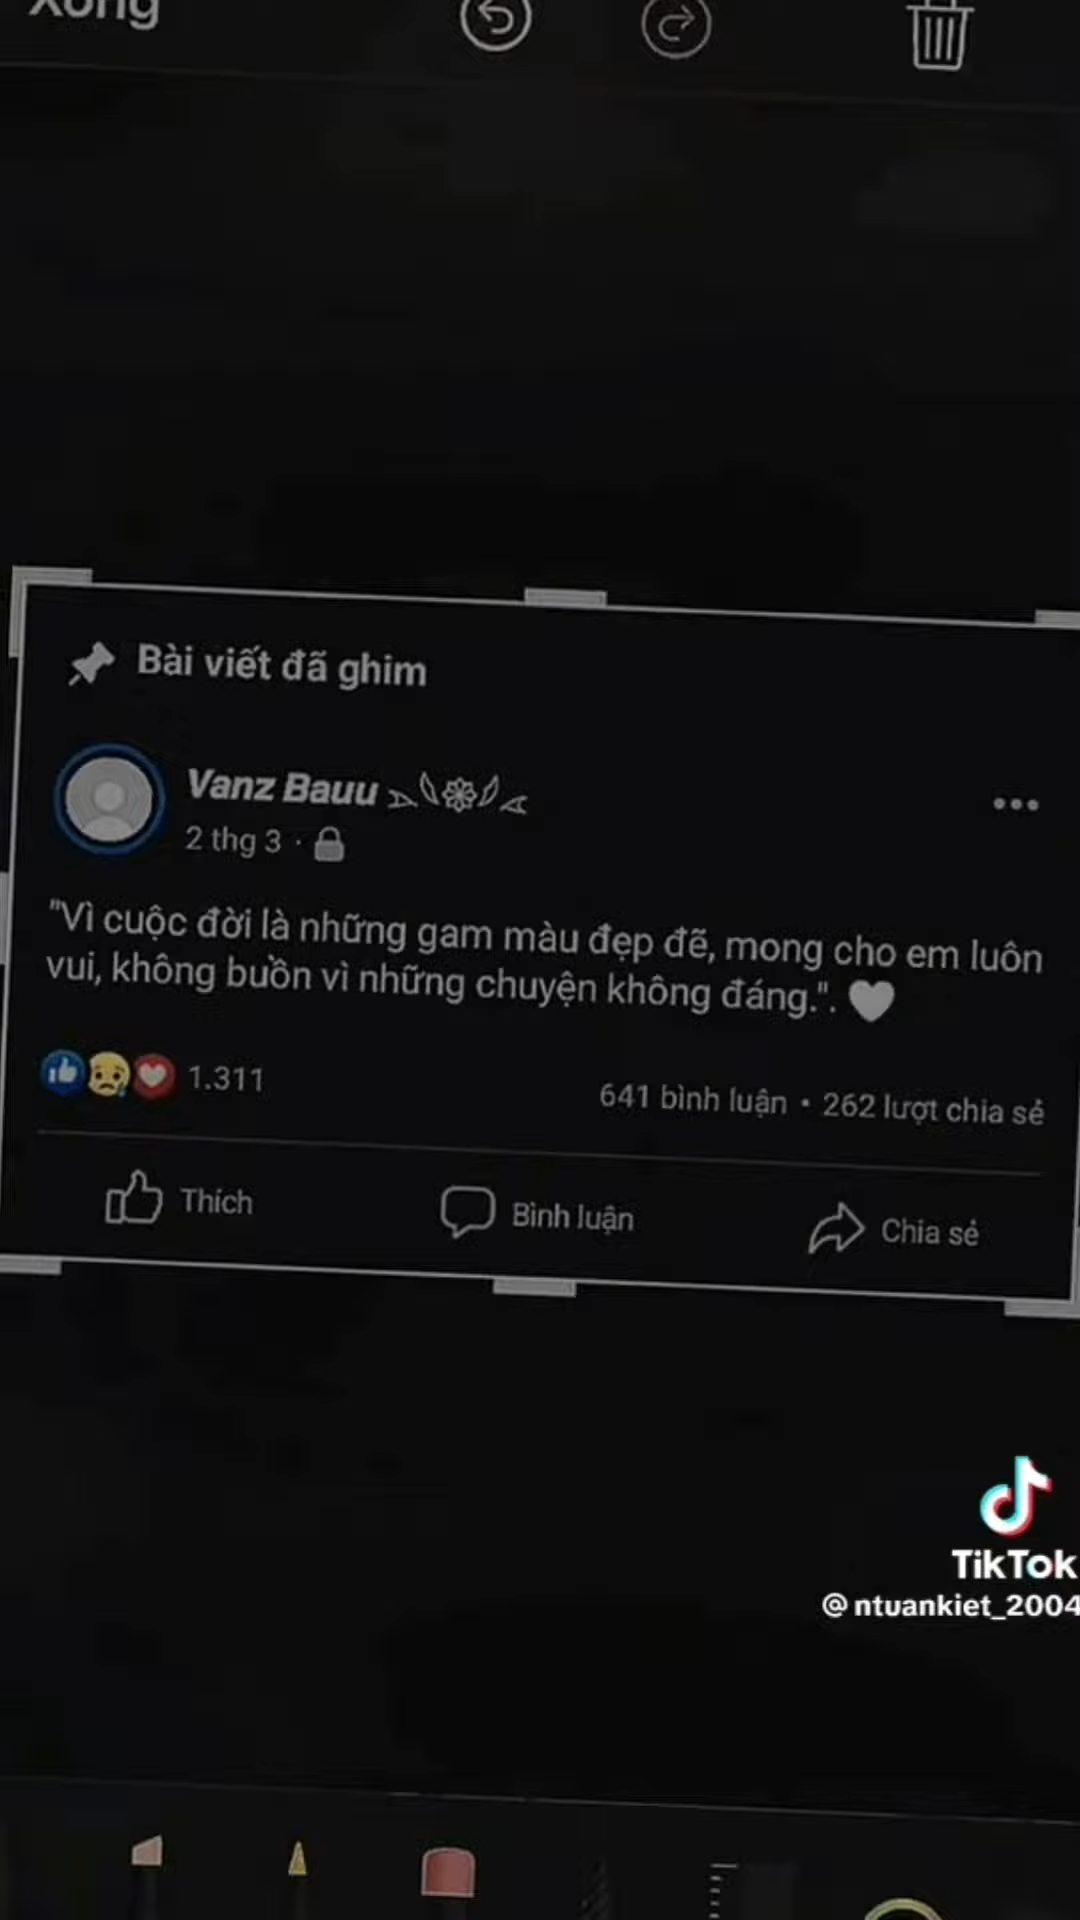 Xong
Bài viết đã ghim
Vanz Bauu
2 thg 3 ·
"Vì cuộc đời là những gam màu đẹp đẽ, mong cho em luôn
vui, không buồn vì những chuyện không đáng.".
1.311
641 bình luận • 262 lượt chia sẻ
Thích
Bình luận
Chia sẻ
TikTok
@ntuankiet_2004